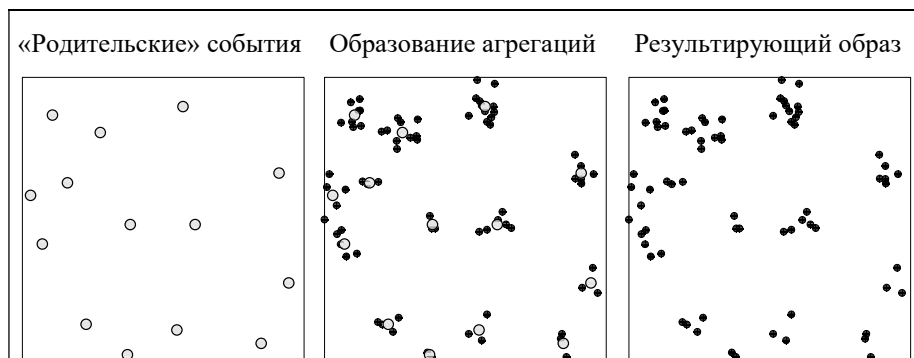 «Родительские» события
Образование агрегаций
Результирующий образ